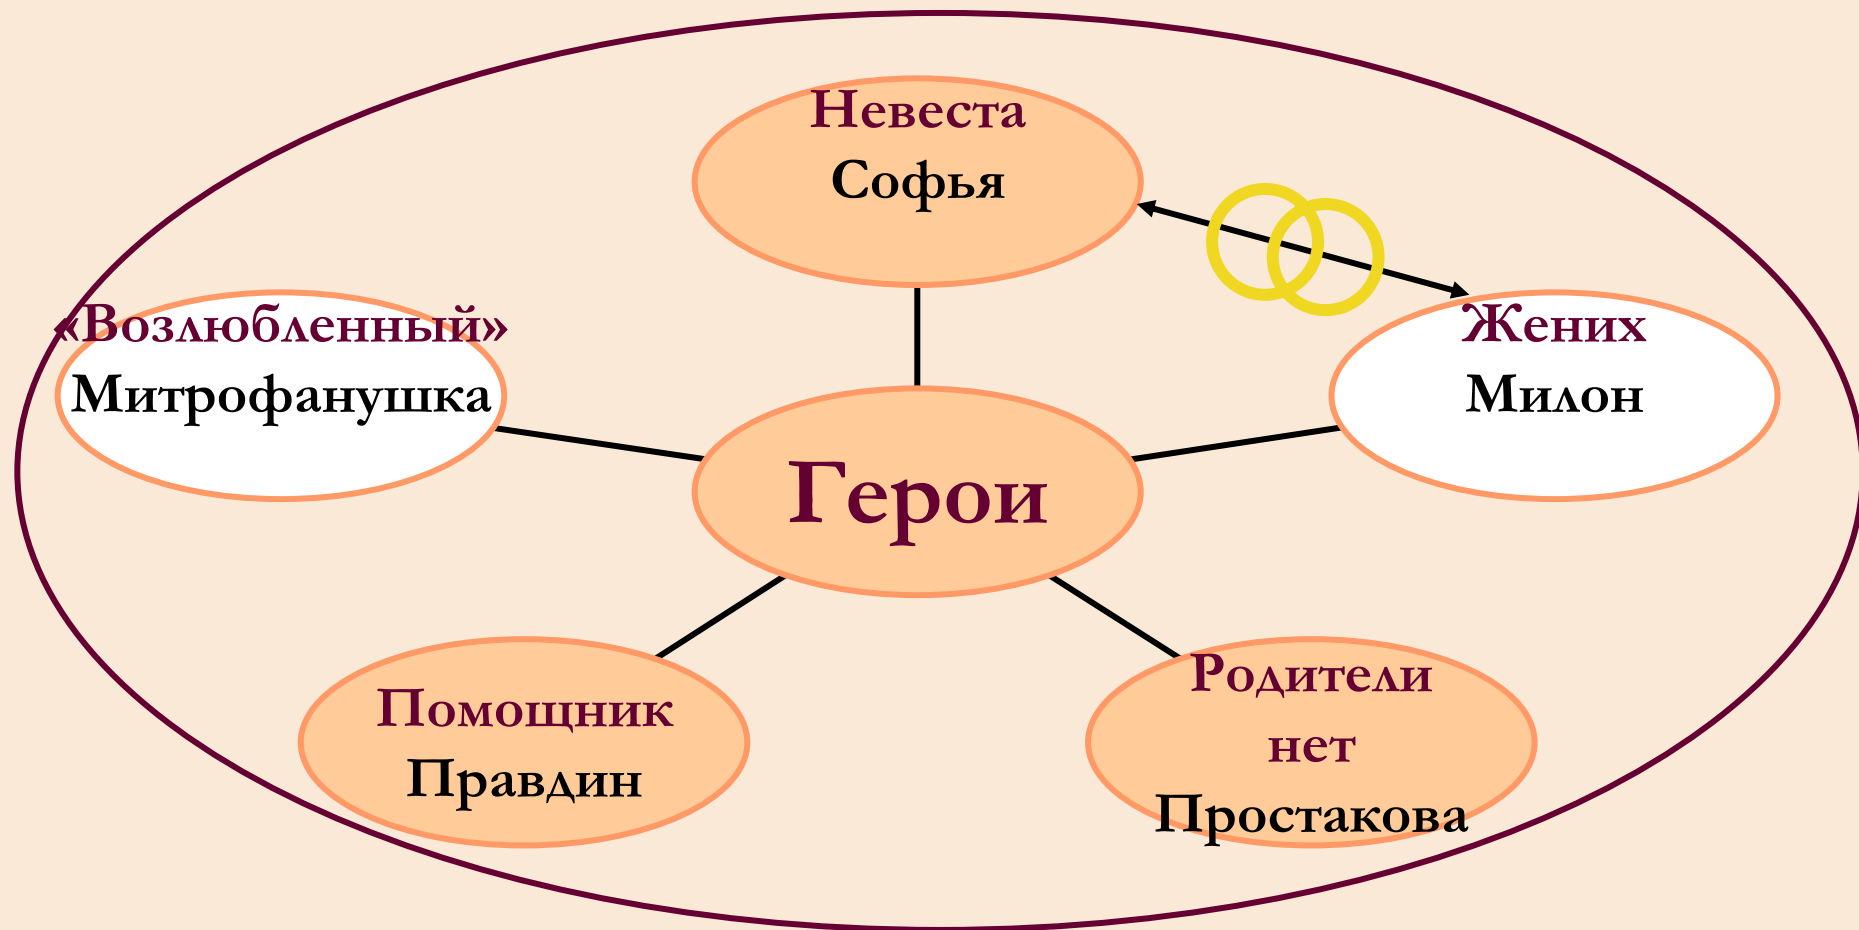 Невеста
Софья
«Возлюбленный»
Митрофанушка
Жених
Милон
Герои
Помощник
Правдин
Родители
нет
Простакова